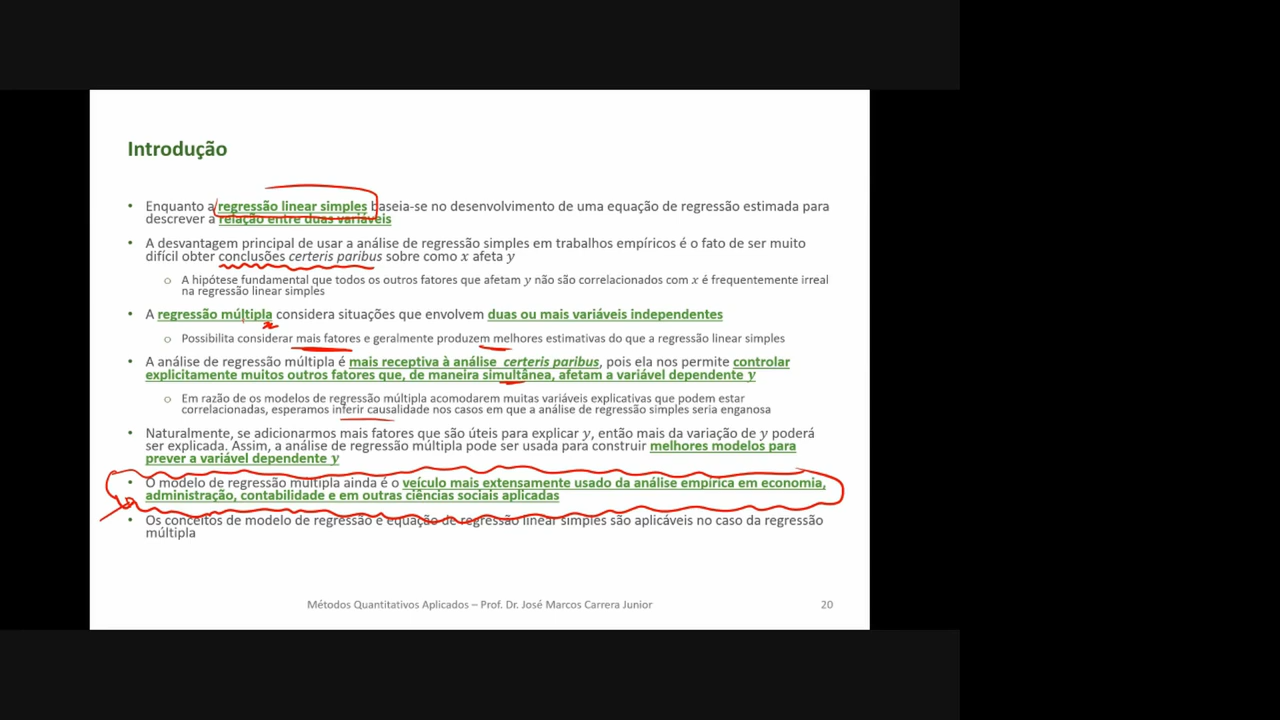 Introdução
• Enquanto a regressão linear simples baseia-se no desenvolvimento de uma equação de regressão estimada para
descrever a relação entre duas variáveis
• A desvantagem principal de usar a análise de regressão simples em trabalhos empíricos é o fato de ser muito
difícil obter conclusões certeris paribus sobre como x afeta y
o A hipótese fundamental que todos os outros fatores que afetam y não são correlacionados com x é frequentemente irreal
na regressão linear simples
• A regressão múltipla considera situações que envolvem duas ou mais variáveis independentes
o Possibilita considerar mais fatores e geralmente produzem melhores estimativas do que a regressão linear simples
• A análise de regressão múltipla é mais receptiva à análise certeris paribus, pois ela nos permite controlar
explicitamente muitos outros fatores que, de maneira simultânea, afetam a variável dependente y
o Em razão de os modelos de regressão múltipla acomodarem muitas variáveis explicativas que podem estar
correlacionadas, esperamos inferir causalidade nos casos em que a análise de regressão simples seria enganosa
• Naturalmente, se adicionarmos mais fatores que são úteis para explicar y, então mais da variação de y poderá
ser explicada. Assim, a análise de regressão múltipla pode ser usada para construir melhores modelos para
prever a variável dependente y
• O modelo de regressão múltipla ainda é o veículo mais extensamente usado da análise empírica em economia,
administração, contabilidade e em outras ciências sociais aplicadas
• Os conceitos de modelo de regressão e equação de regressão linear simples são aplicáveis no caso da regressão
múltipla
Métodos Quantitativos Aplicados – Prof. Dr. José Marcos Carrera Junior
20